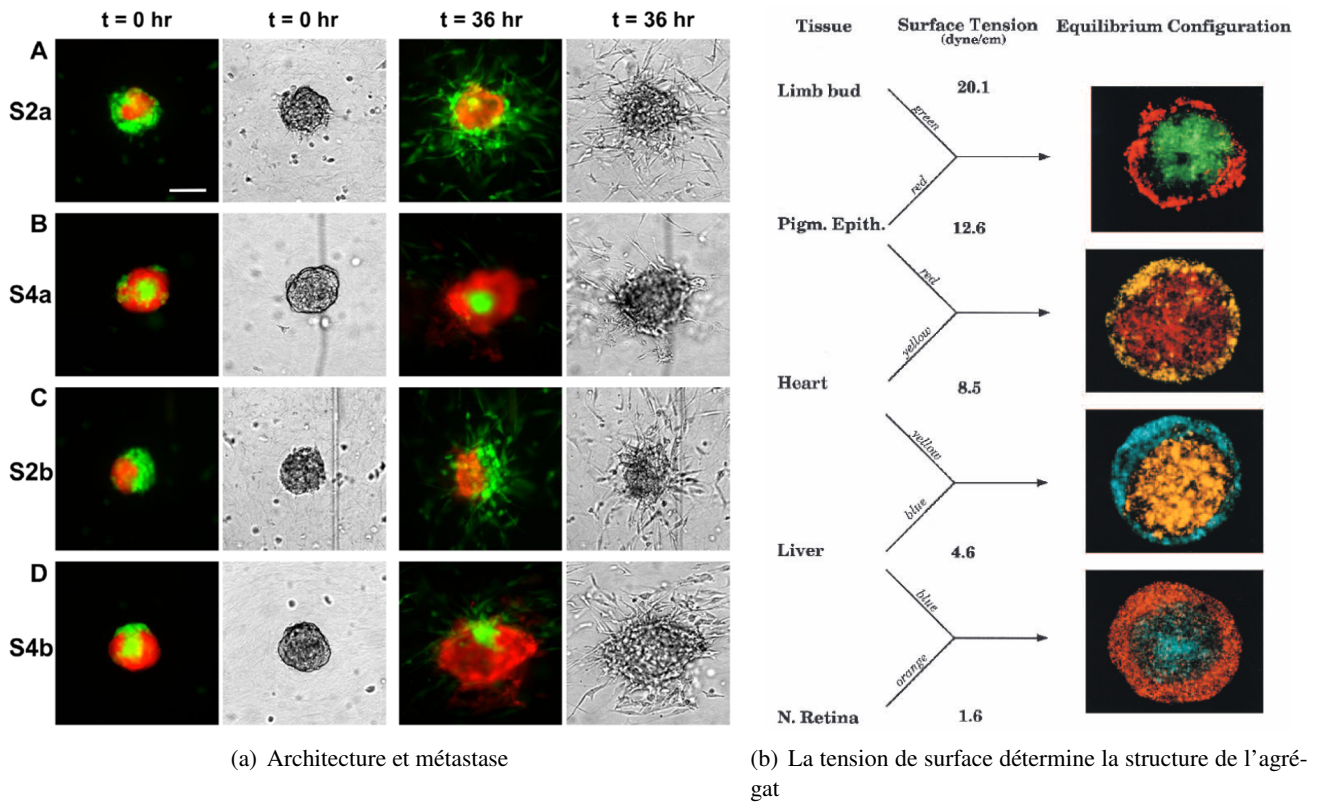 t = 0 hr t = 0 hr t = 36 hr t = 36 hr
A
S2a
B
S4a
C
S2b
D
S4b
(a) Architecture et métastase
Tissue Surface Tension Equilibrium Configuration
(dyne/cm)
Limb bud 20.1
green
red
Pigm. Epith. 12.6
red
yellow
Heart 8.5
yellow
blue
Liver 4.6
blue
orange
N. Retina 1.6
(b) La tension de surface détermine la structure de l'agré-
gat